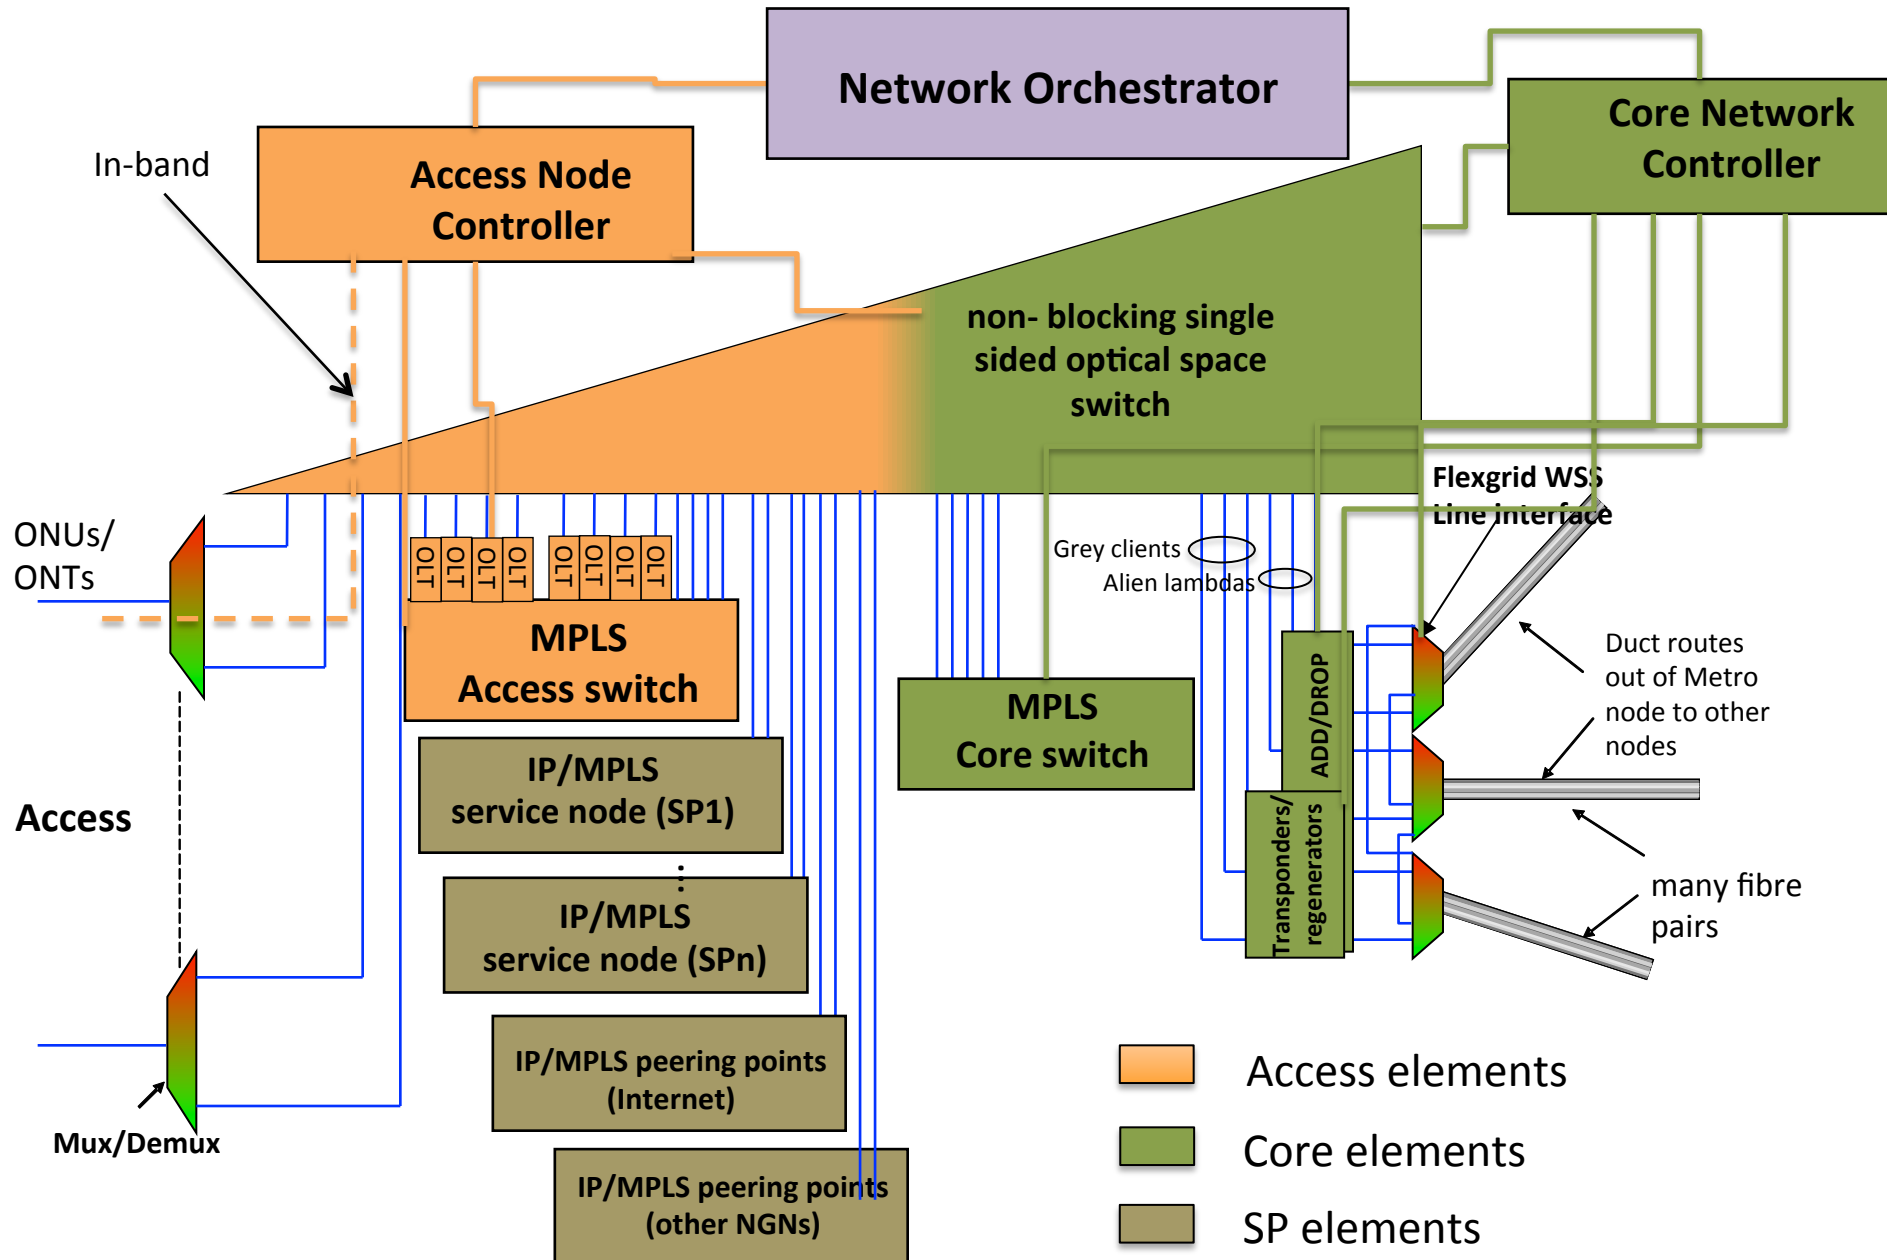 Network Orchestrator
Core Network
Controller
In-band
Access Node
Controller
non- blocking single
sided optical space
switch
Flexgrid WSS
Line interface
ONUs/
ONTs
OLT
OLT
OLT
OLT
OLT
OLT
OLT
OLT
Grey clients
Alien lambdas
MPLS
Access switch
MPLS
Core switch
ADD/DROP
Transponders/
regenerators
Duct routes
out of Metro
node to other
nodes
many fibre
pairs
IP/MPLS
service node (SP1)
⋮
IP/MPLS
service node (SPn)
Access
IP/MPLS peering points
(Internet)
Mux/Demux
IP/MPLS peering points
(other NGNs)
Access elements
Core elements
SP elements